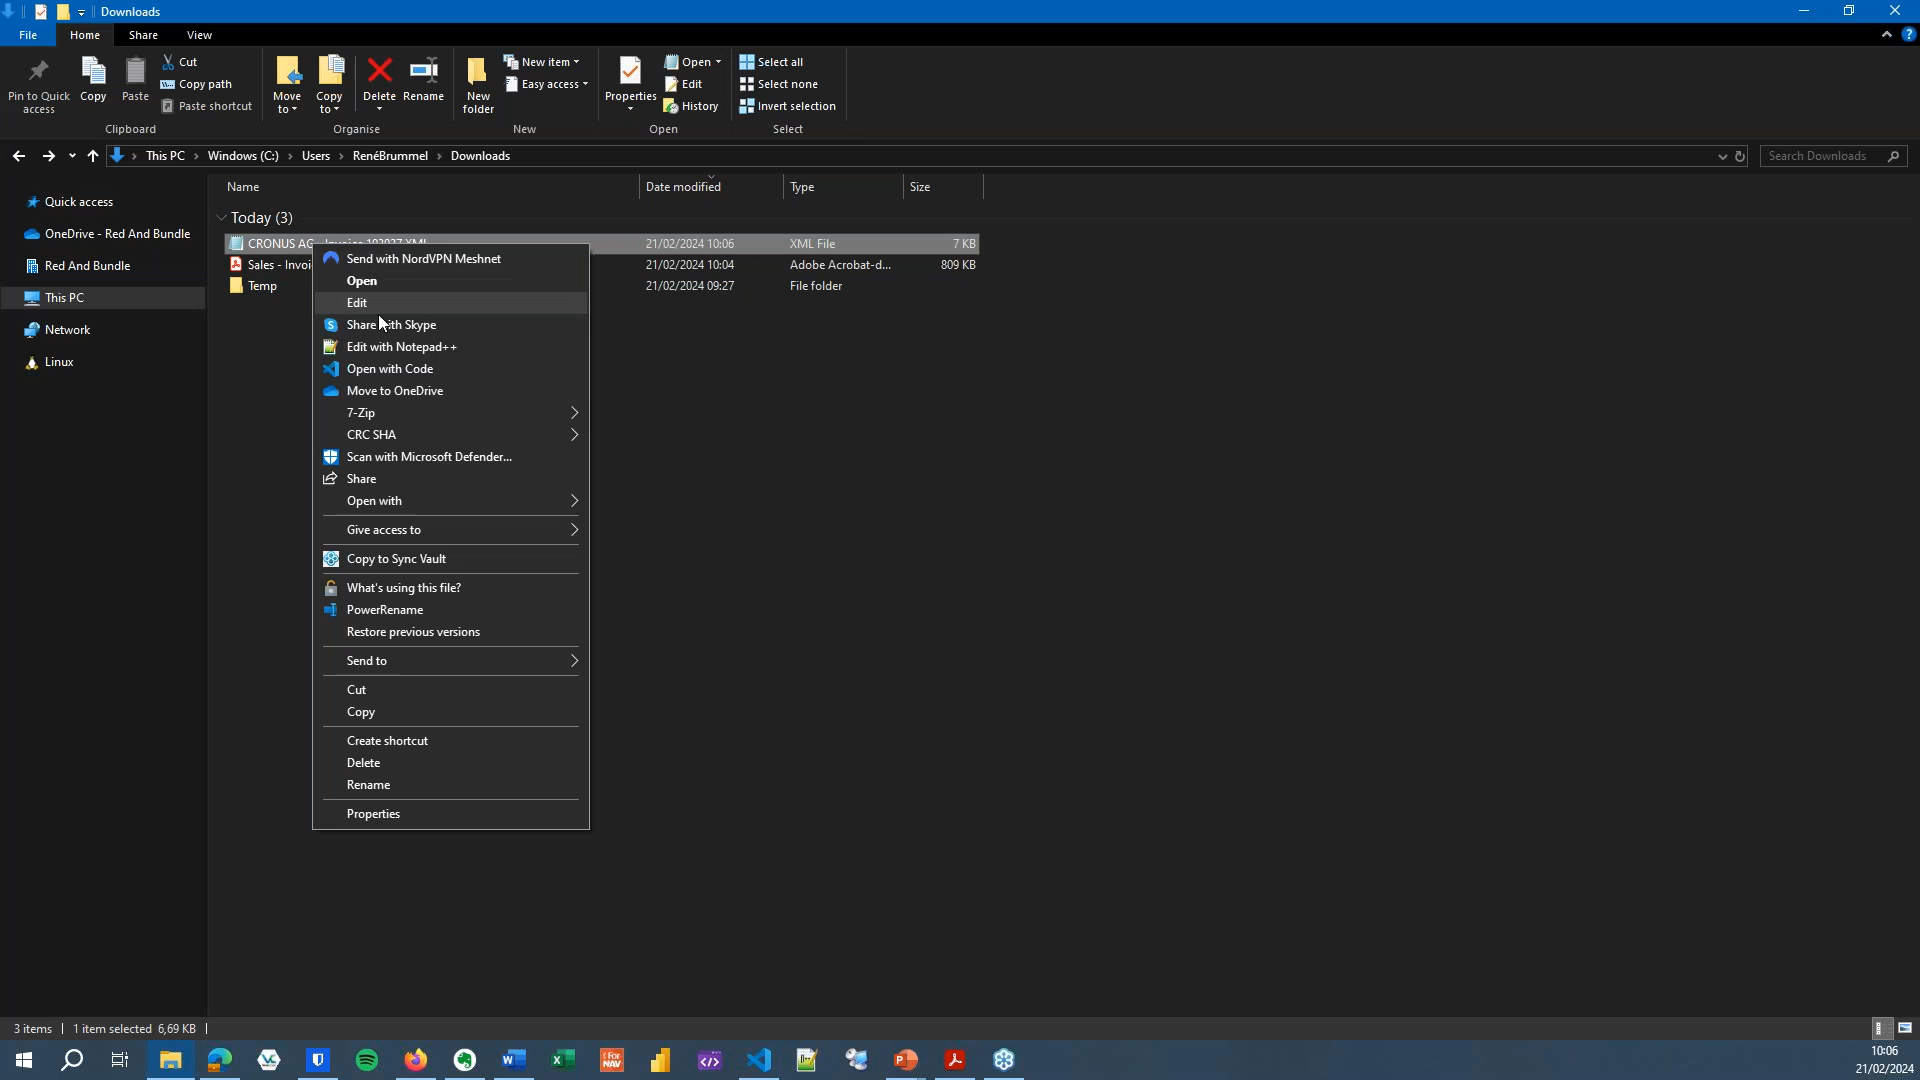 Downloads
File Home Share View
Pin to Quick access
Copy
Paste
Cut
Copy path
Paste shortcut
Clipboard
Move to
Copy to
Delete
Rename
Organise
New folder
New item
Easy access
New
Properties
Open
Edit
History
Open
Select all
Select none
Invert selection
Select
This PC > Windows (C:) > Users > RenéBrummel > Downloads
Search Downloads
Quick access
OneDrive - Red And Bundle
Red And Bundle
This PC
Network
Linux
Name Date modified Type Size
Today (3)
CRONUS AG - Invoice 103027.XML 21/02/2024 10:06 XML File 7 KB
Sales - Invoi 21/02/2024 10:04 Adobe Acrobat-d... 809 KB
Temp 21/02/2024 09:27 File folder
Send with NordVPN Meshnet
Open
Edit
Share with Skype
Edit with Notepad++
Open with Code
Move to OneDrive
7-Zip
CRC SHA
Scan with Microsoft Defender...
Share
Open with
Give access to
Copy to Sync Vault
What's using this file?
PowerRename
Restore previous versions
Send to
Cut
Copy
Create shortcut
Delete
Rename
Properties
3 items 1 item selected 6,69 KB
10:06
21/02/2024